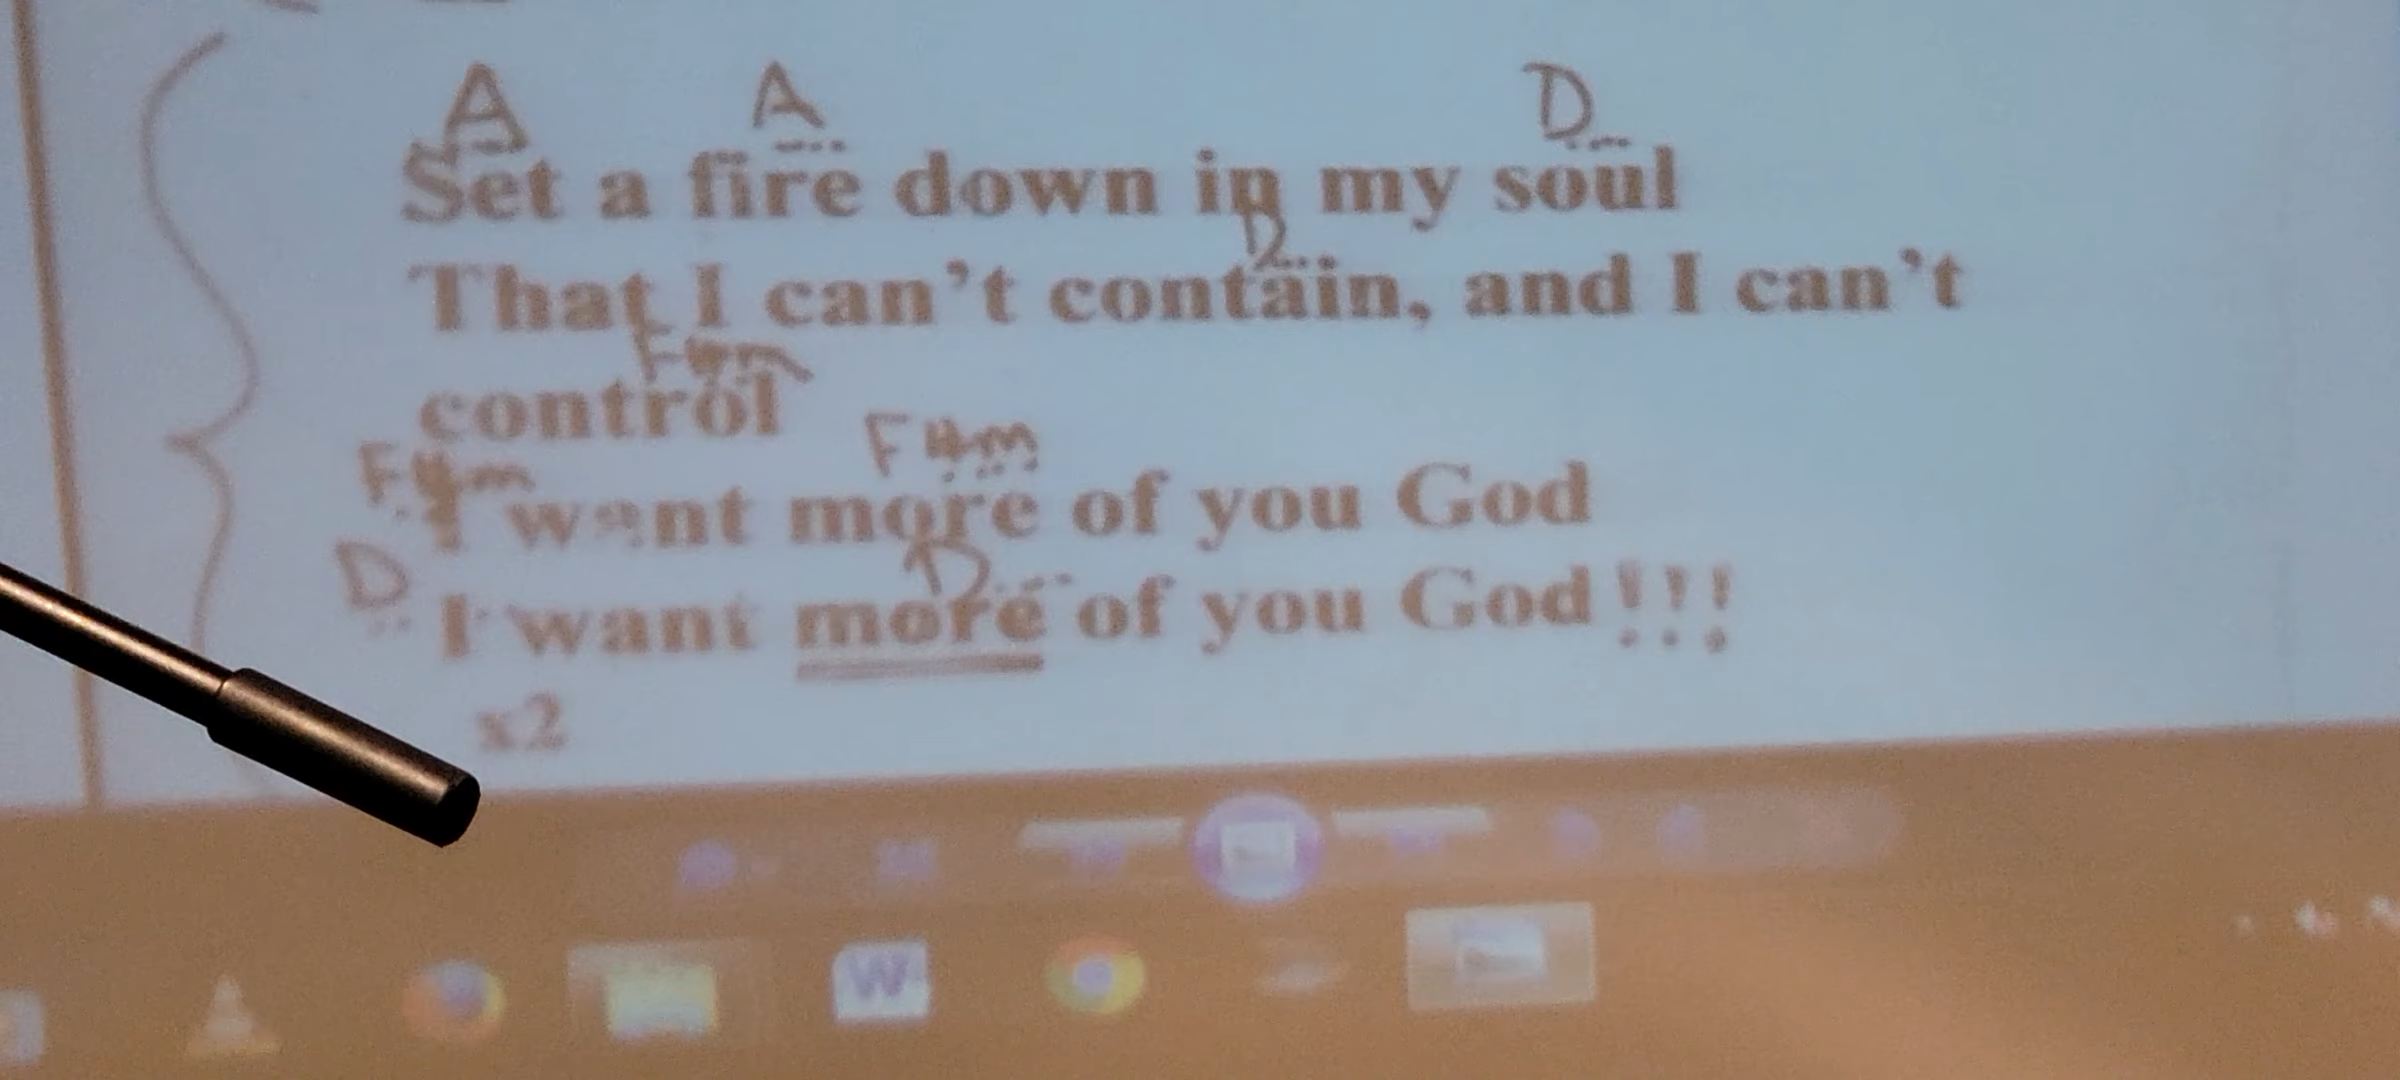 A A D
Set a fire down in my soul
D
That I can't contain, and I can't
F#m
control
F#m F#m
I want more of you God
D D
I want more of you God!!!
x2
W